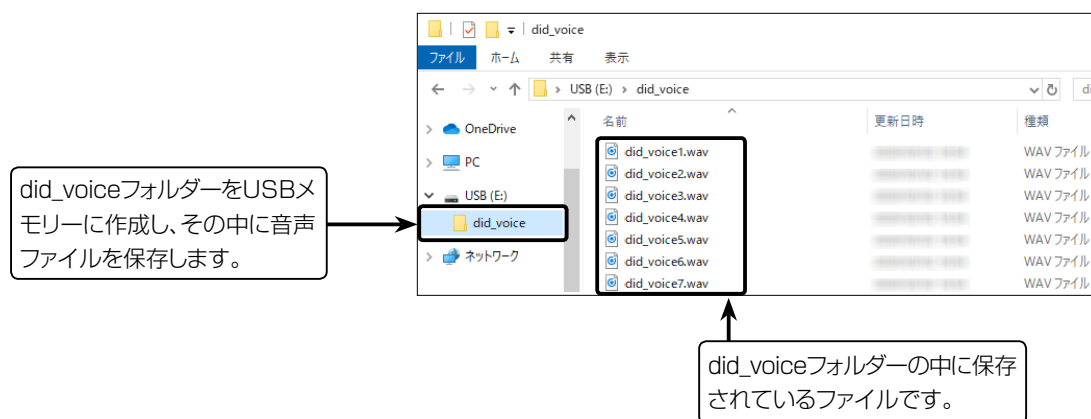 did_voice
ファイル ホーム 共有 表示
USB (E:) › did_voice
名前 更新日時 種類
OneDrive
PC
USB (E:)
did_voice
ネットワーク
did_voice1.wav WAV ファイル
did_voice2.wav WAV ファイル
did_voice3.wav WAV ファイル
did_voice4.wav WAV ファイル
did_voice5.wav WAV ファイル
did_voice6.wav WAV ファイル
did_voice7.wav WAV ファイル
did_voiceフォルダーをUSBメ
モリーに作成し、その中に音声
ファイルを保存します。
did_voiceフォルダーの中に保存
されているファイルです。